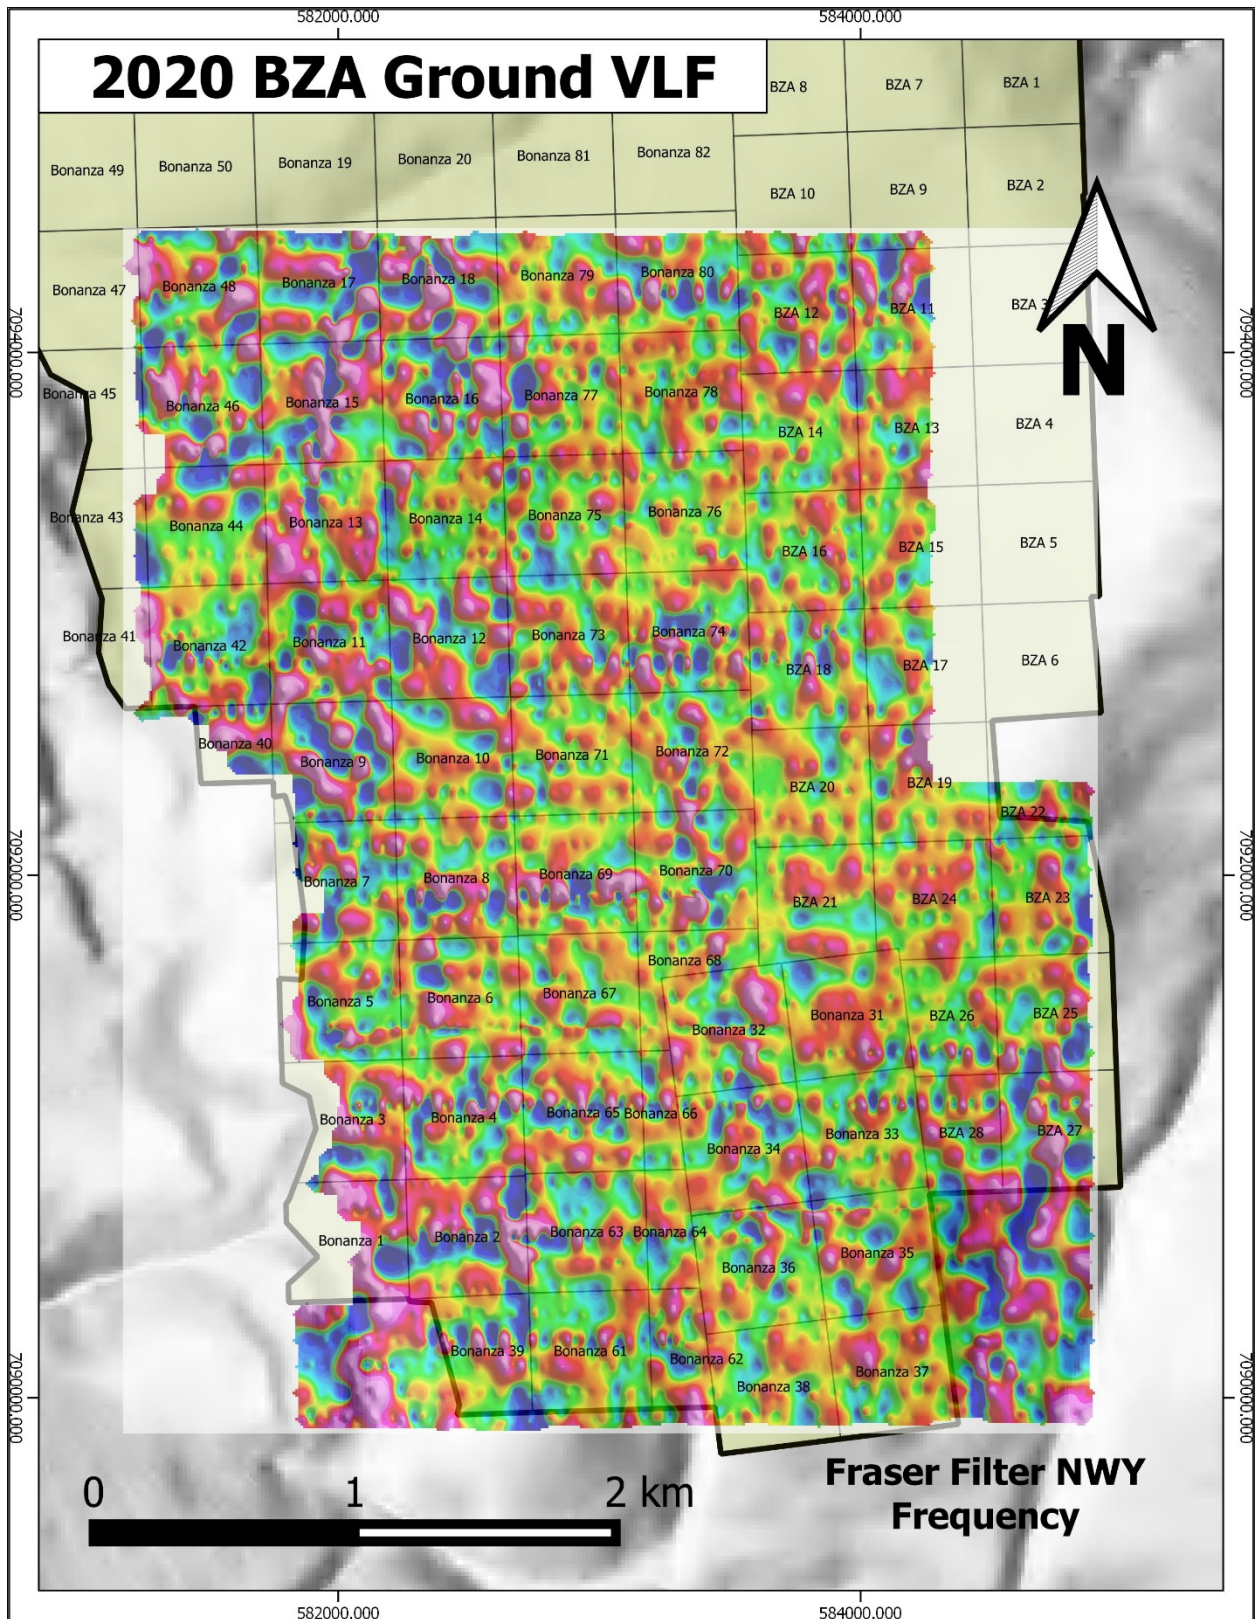 582000.000
584000.000
2020 BZA Ground VLF
BZA 8
BZA 7
BZA 1
Bonanza 49
Bonanza 50
Bonanza 19
Bonanza 20
Bonanza 81
Bonanza 82
BZA 10
BZA 9
BZA 2
Bonanza 47
Bonanza 48
Bonanza 17
Bonanza 18
Bonanza 79
Bonanza 80
BZA 12
BZA 11
BZA 3
N
7094000.000
7094000.000
Bonanza 45
Bonanza 46
Bonanza 15
Bonanza 16
Bonanza 77
Bonanza 78
BZA 14
BZA 13
BZA 4
Bonanza 43
Bonanza 44
Bonanza 13
Bonanza 14
Bonanza 75
Bonanza 76
BZA 16
BZA 15
BZA 5
Bonanza 41
Bonanza 42
Bonanza 11
Bonanza 12
Bonanza 73
Bonanza 74
BZA 18
BZA 17
BZA 6
Bonanza 40
Bonanza 9
Bonanza 10
Bonanza 71
Bonanza 72
BZA 20
BZA 19
BZA 22
7092000.000
7092000.000
Bonanza 7
Bonanza 8
Bonanza 69
Bonanza 70
BZA 21
BZA 24
BZA 23
Bonanza 68
Bonanza 5
Bonanza 6
Bonanza 67
Bonanza 32
Bonanza 31
BZA 26
BZA 25
Bonanza 3
Bonanza 4
Bonanza 65
Bonanza 66
Bonanza 34
Bonanza 33
BZA 28
BZA 27
Bonanza 1
Bonanza 2
Bonanza 63
Bonanza 64
Bonanza 36
Bonanza 35
Bonanza 39
Bonanza 61
Bonanza 62
Bonanza 38
Bonanza 37
7090000.000
7090000.000
Fraser Filter NWY
Frequency
0 1 2 km
582000.000
584000.000